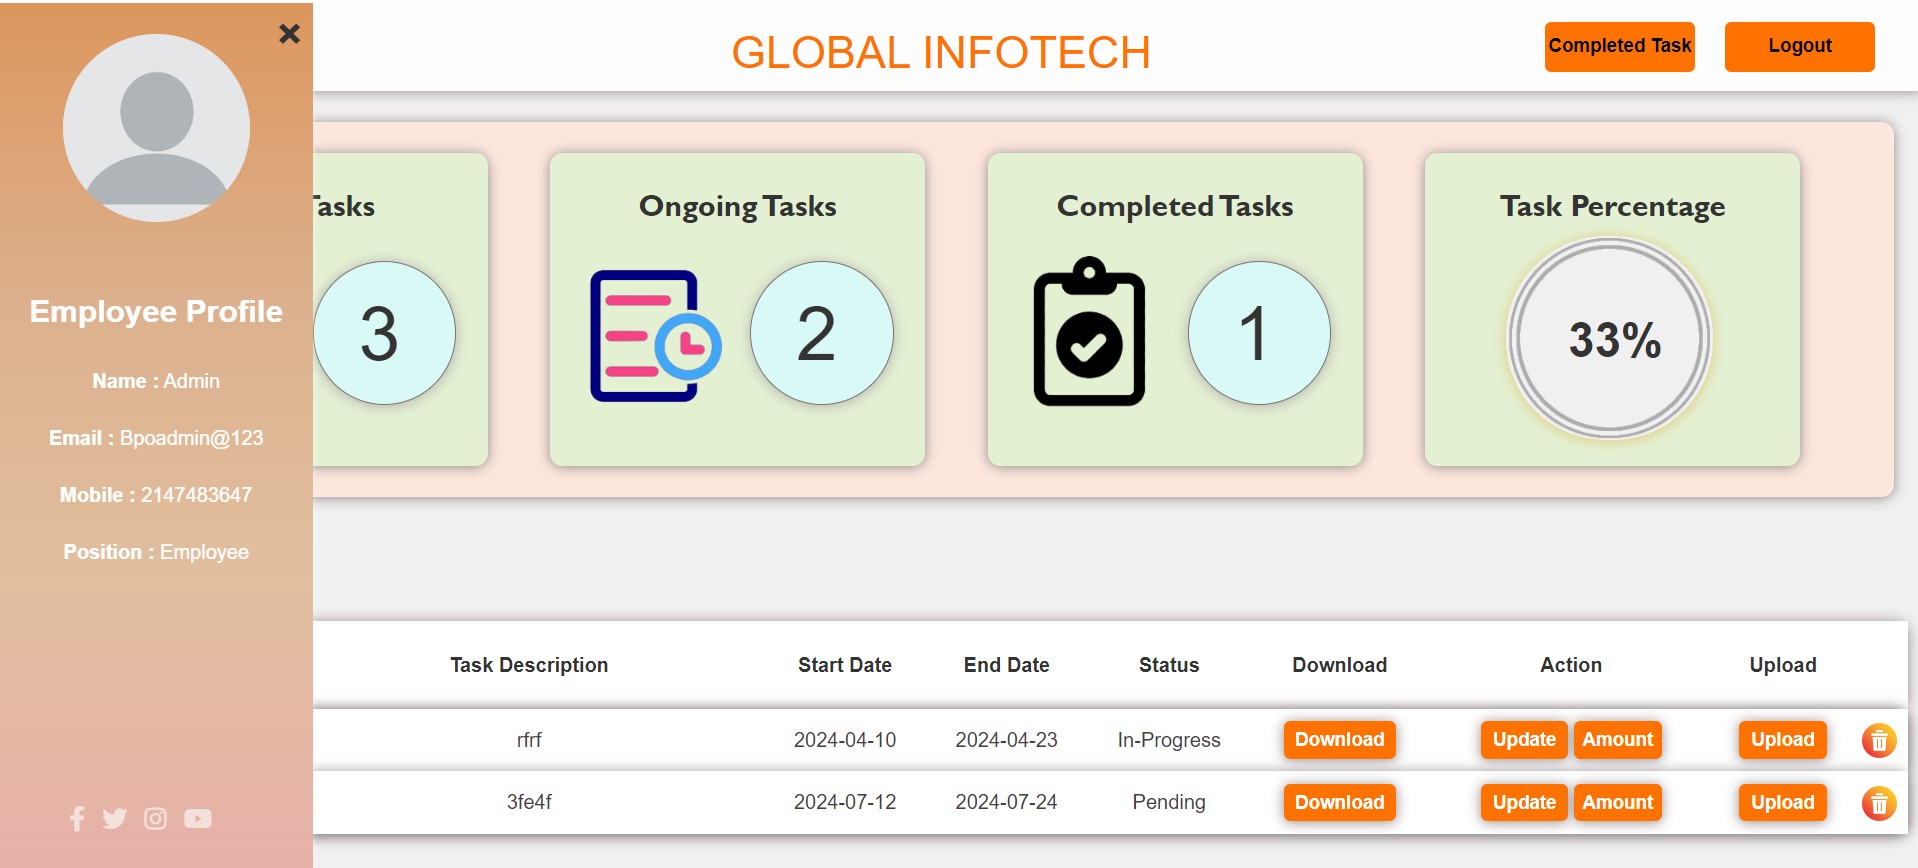 GLOBAL INFOTECH
Completed Task
Logout
Employee Profile
Name : Admin
Email : Bpoadmin@123
Mobile : 2147483647
Position : Employee
Tasks
3
Ongoing Tasks
2
Completed Tasks
1
Task Percentage
33%
Task Description Start Date End Date Status Download Action Upload
rfrf 2024-04-10 2024-04-23 In-Progress Download Update Amount Upload
3fe4f 2024-07-12 2024-07-24 Pending Download Update Amount Upload